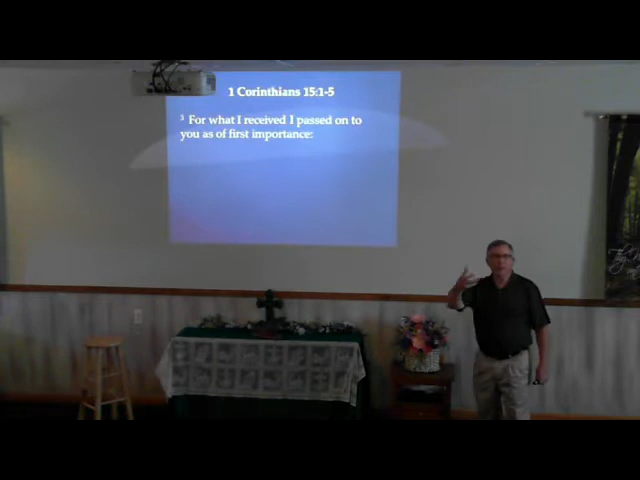 1 Corinthians 15:1-5
3 For what I received I passed on to
you as of first importance: